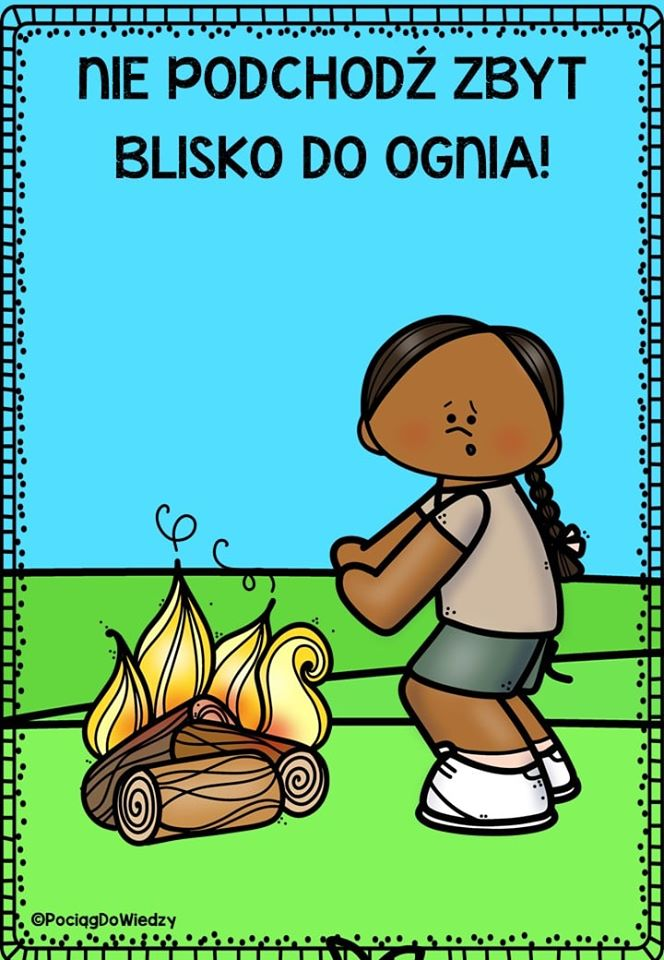 NIE PODCHODŹ ZBYT
BLISKO DO OGNIA!
©PociągDoWiedzy